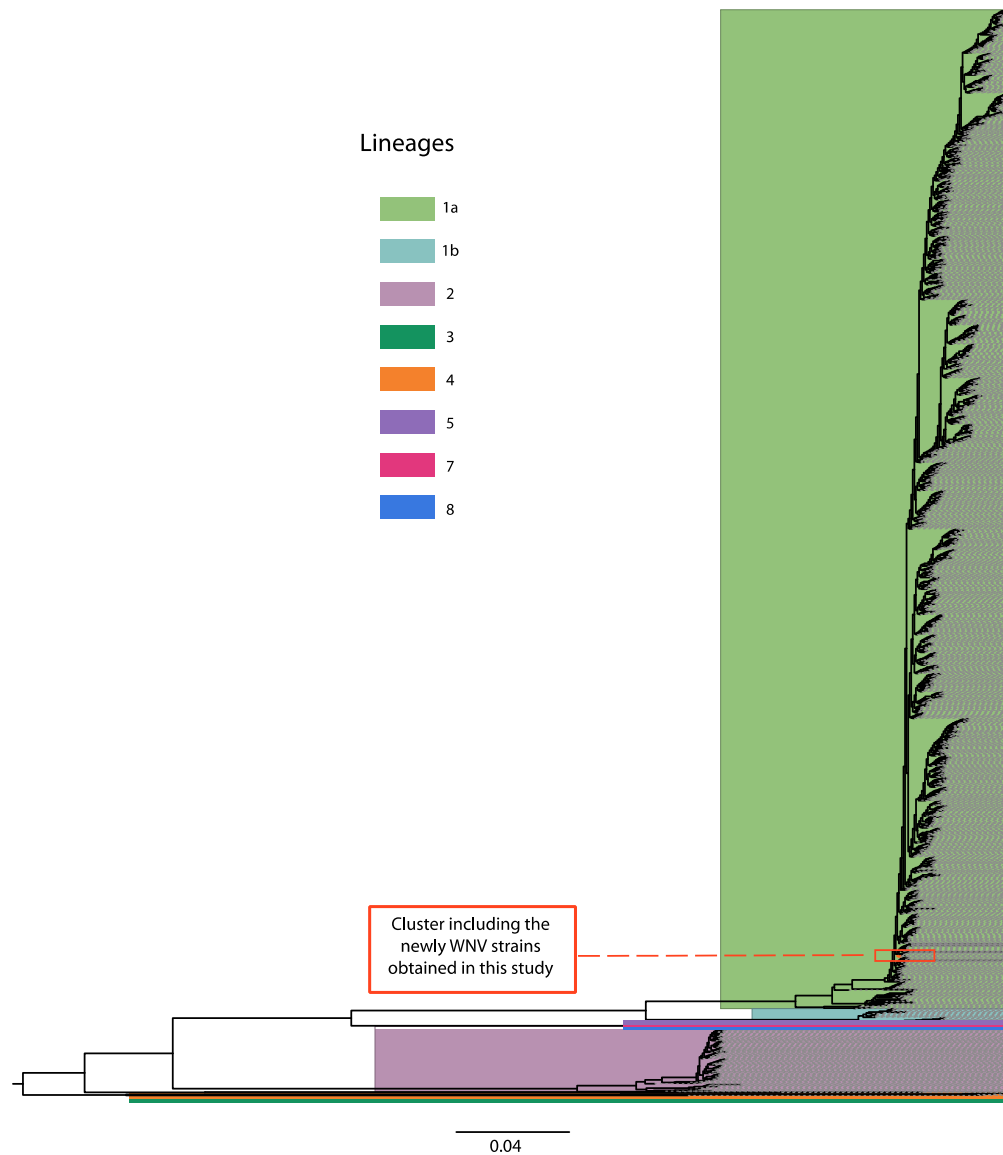 Lineages
1a
1b
2
3
4
5
7
8
Cluster including the
newly WNV strains
obtained in this study
0.04